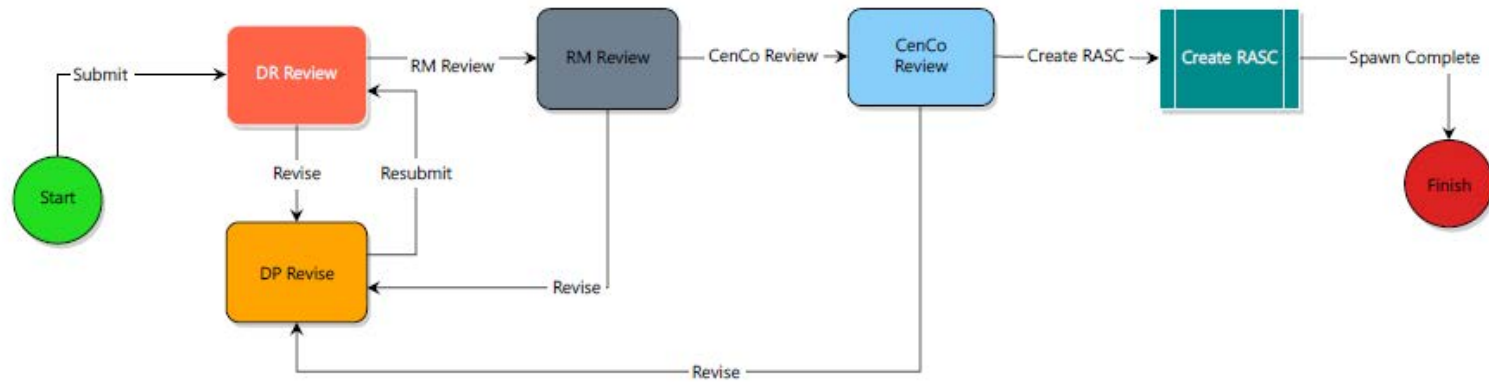 Submit
DR Review
RM Review
RM Review
CenCo Review
CenCo
Review
Create RASC
Create RASC
Spawn Complete
Revise
Resubmit
Start
Finish
DP Revise
Revise
Revise